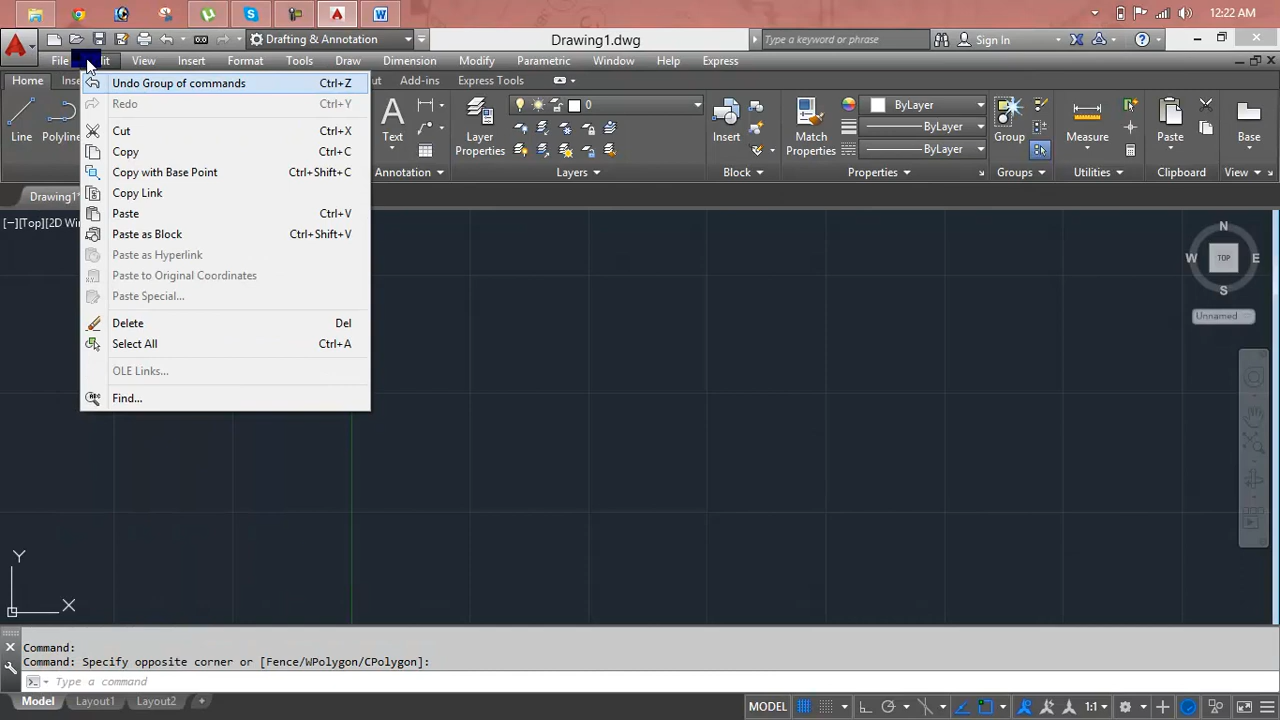 12:22 AM
Drafting & Annotation
Drawing1.dwg
Type a keyword or phrase
Sign In
File
View
Insert
Format
Tools
Draw
Dimension
Modify
Parametric
Window
Help
Express
Home
Add-ins
Express Tools
Undo Group of commands Ctrl+Z
Redo Ctrl+Y
Cut Ctrl+X
Copy Ctrl+C
Copy with Base Point Ctrl+Shift+C
Copy Link
Paste Ctrl+V
Paste as Block Ctrl+Shift+V
Paste as Hyperlink
Paste to Original Coordinates
Paste Special...
Delete Del
Select All Ctrl+A
OLE Links...
Find...
Line
Polyline
Text
Annotation
Layer
Properties
0
Layers
Insert
Block
Match
Properties
ByLayer
ByLayer
ByLayer
Properties
Group
Groups
Measure
Utilities
Paste
Clipboard
Base
View
Drawing1*
[−][Top][2D Wi
N
W TOP E
S
Unnamed
Y
X
Command:
Command: Specify opposite corner or [Fence/WPolygon/CPolygon]:
Type a command
Model
Layout1
Layout2
+
MODEL
1:1